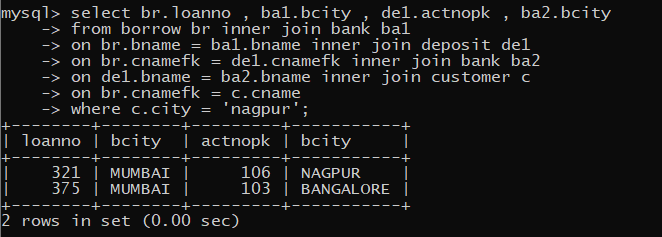 mysql> select br.loanno , ba1.bcity , de1.actnopk , ba2.bcity
    -> from borrow br inner join bank ba1
    -> on br.bname = ba1.bname inner join deposit de1
    -> on br.cnamefk = de1.cnamefk inner join bank ba2
    -> on de1.bname = ba2.bname inner join customer c
    -> on br.cnamefk = c.cname
    -> where c.city = 'nagpur';
+--------+--------+---------+-----------+
| loanno | bcity  | actnopk | bcity     |
+--------+--------+---------+-----------+
|    321 | MUMBAI |     106 | NAGPUR    |
|    375 | MUMBAI |     103 | BANGALORE |
+--------+--------+---------+-----------+
2 rows in set (0.00 sec)